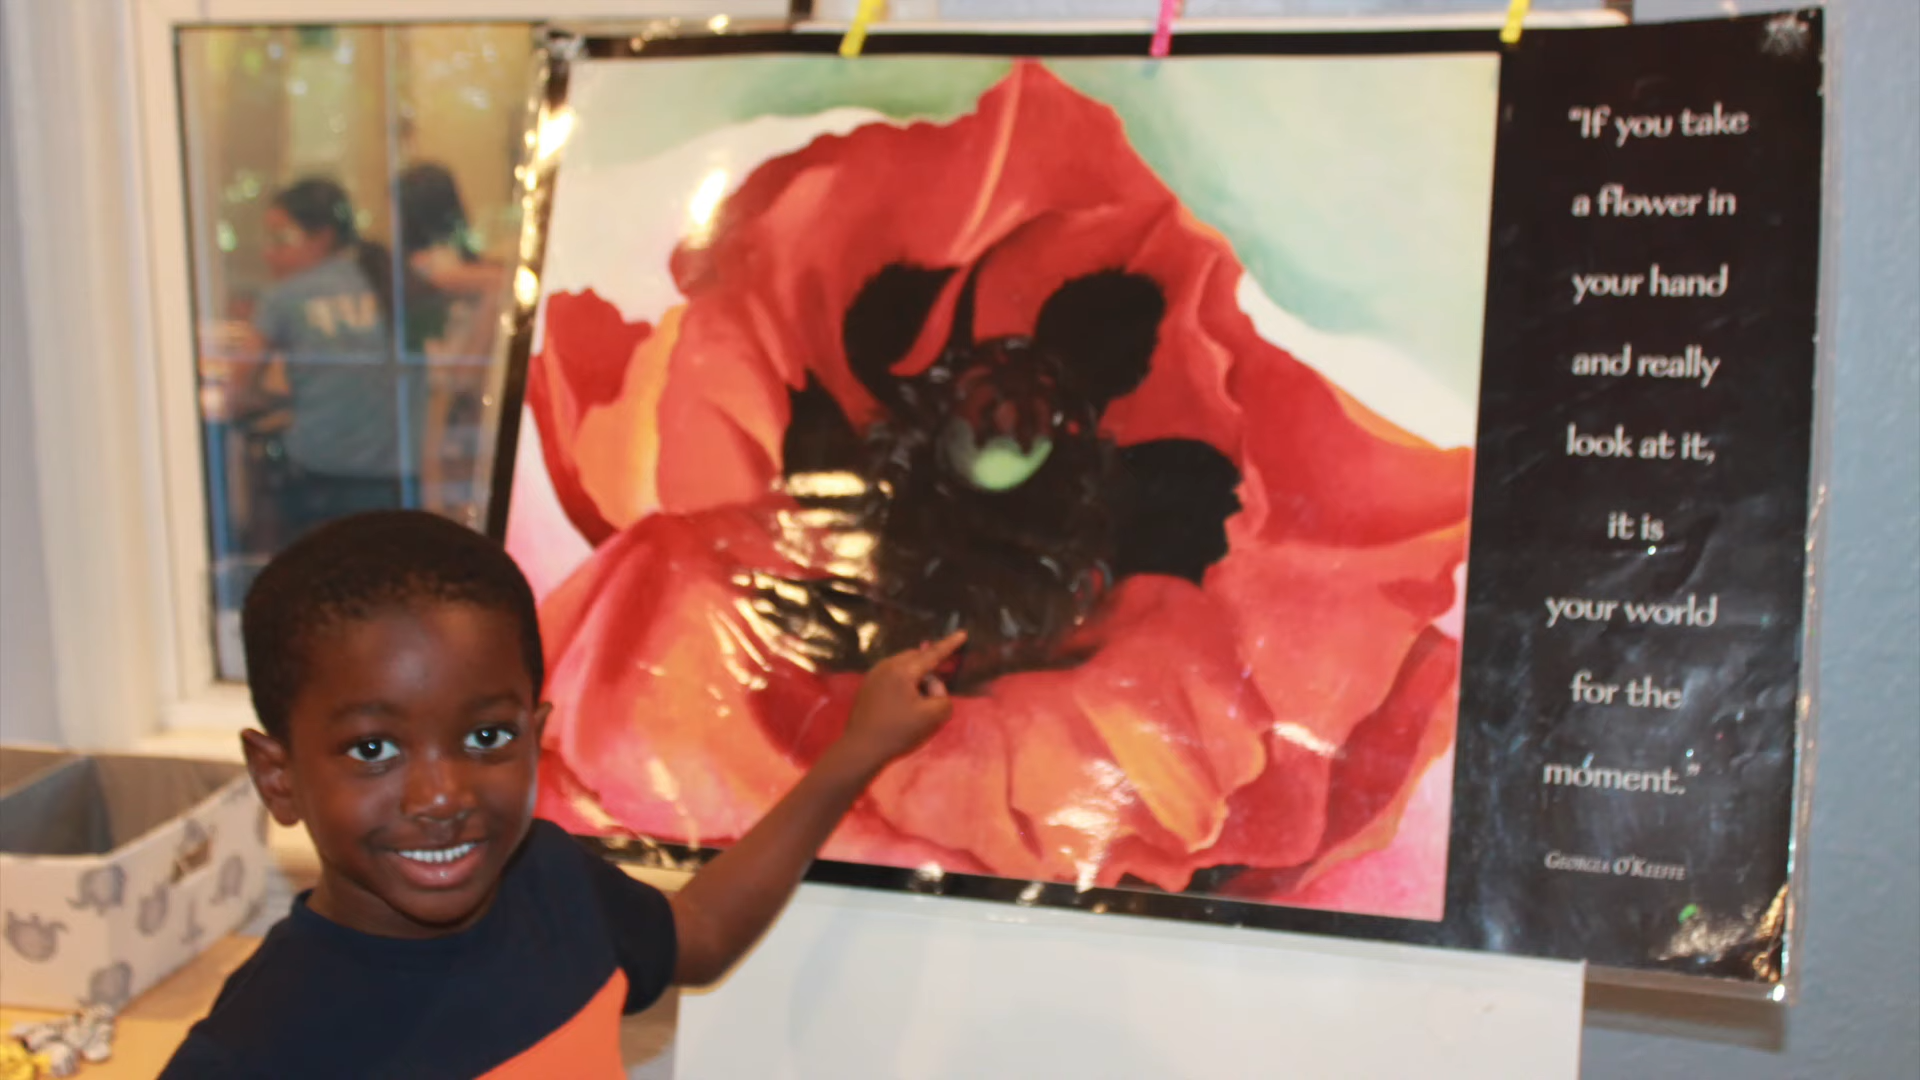 "If you take
a flower in
your hand
and really
look at it,
it is
your world
for the
moment."
GEORGIA O'KEEFFE